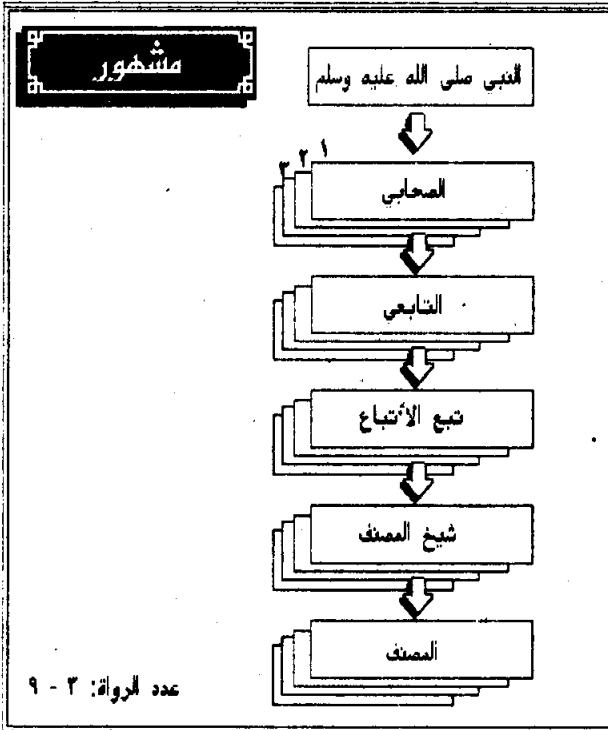 مشهور
النبي صلى الله عليه وسلم
١ ٢ ٣
الصحابي
التابعي
تبع الأتباع
شيخ المصنف
المصنف
عدد الرواة: ٣ - ٩